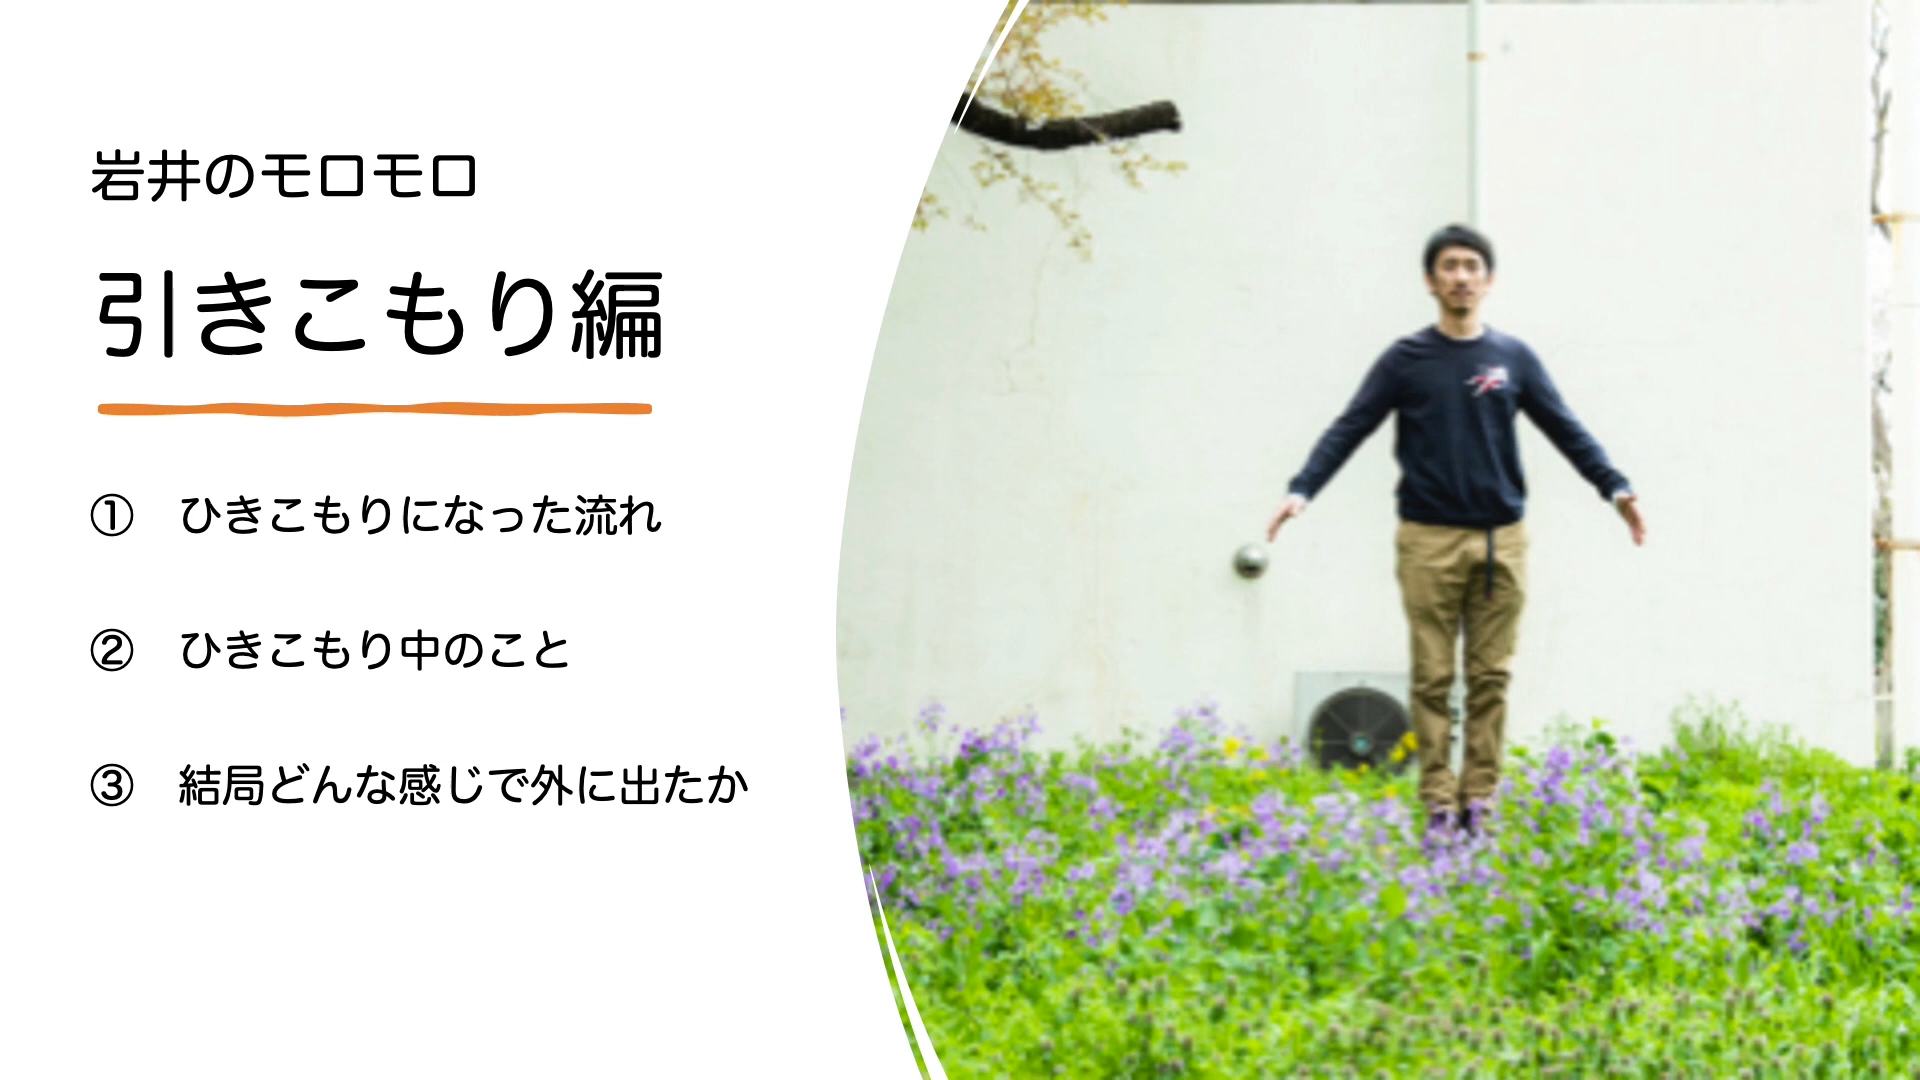 岩井のモロモロ
引きこもり編
①　ひきこもりになった流れ
②　ひきこもり中のこと
③　結局どんな感じで外に出たか